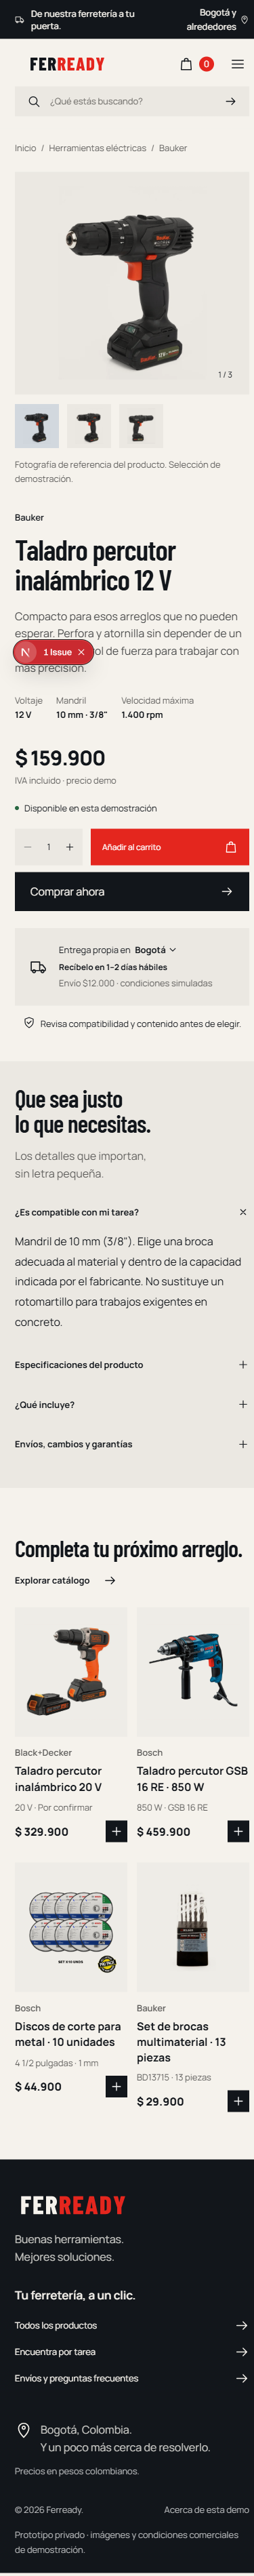 De nuestra ferretería a tu
puerta.
Bogotá y
alrededores
FERREADY
0
¿Qué estás buscando?
Inicio / Herramientas eléctricas / Bauker
1 / 3
Fotografía de referencia del producto. Selección de
demostración.
Bauker
Taladro percutor
inalámbrico 12 V
Compacto para esos arreglos que no pueden
esperar. Perfora y atornilla sin depender de un
ol de fuerza para trabajar con
más precisión.
N 1 Issue
Voltaje Mandril Velocidad máxima
12 V 10 mm · 3/8" 1.400 rpm
$ 159.900
IVA incluido · precio demo
Disponible en esta demostración
1
Añadir al carrito
Comprar ahora
Entrega propia en Bogotá
Recíbelo en 1–2 días hábiles
Envío $12.000 · condiciones simuladas
Revisa compatibilidad y contenido antes de elegir.
Que sea justo
lo que necesitas.
Los detalles que importan,
sin letra pequeña.
¿Es compatible con mi tarea?
Mandril de 10 mm (3/8"). Elige una broca
adecuada al material y dentro de la capacidad
indicada por el fabricante. No sustituye un
rotomartillo para trabajos exigentes en
concreto.
Especificaciones del producto
¿Qué incluye?
Envíos, cambios y garantías
Completa tu próximo arreglo.
Explorar catálogo
Black+Decker
Taladro percutor
inalámbrico 20 V
20 V · Por confirmar
$ 329.900
Bosch
Taladro percutor GSB
16 RE · 850 W
850 W · GSB 16 RE
$ 459.900
Bosch
Discos de corte para
metal · 10 unidades
4 1/2 pulgadas · 1 mm
$ 44.900
Bauker
Set de brocas
multimaterial · 13
piezas
BD13715 · 13 piezas
$ 29.900
FERREADY
Buenas herramientas.
Mejores soluciones.
Tu ferretería, a un clic.
Todos los productos
Encuentra por tarea
Envíos y preguntas frecuentes
Bogotá, Colombia.
Y un poco más cerca de resolverlo.
Precios en pesos colombianos.
© 2026 Ferready.
Acerca de esta demo
Prototipo privado · imágenes y condiciones comerciales
de demostración.